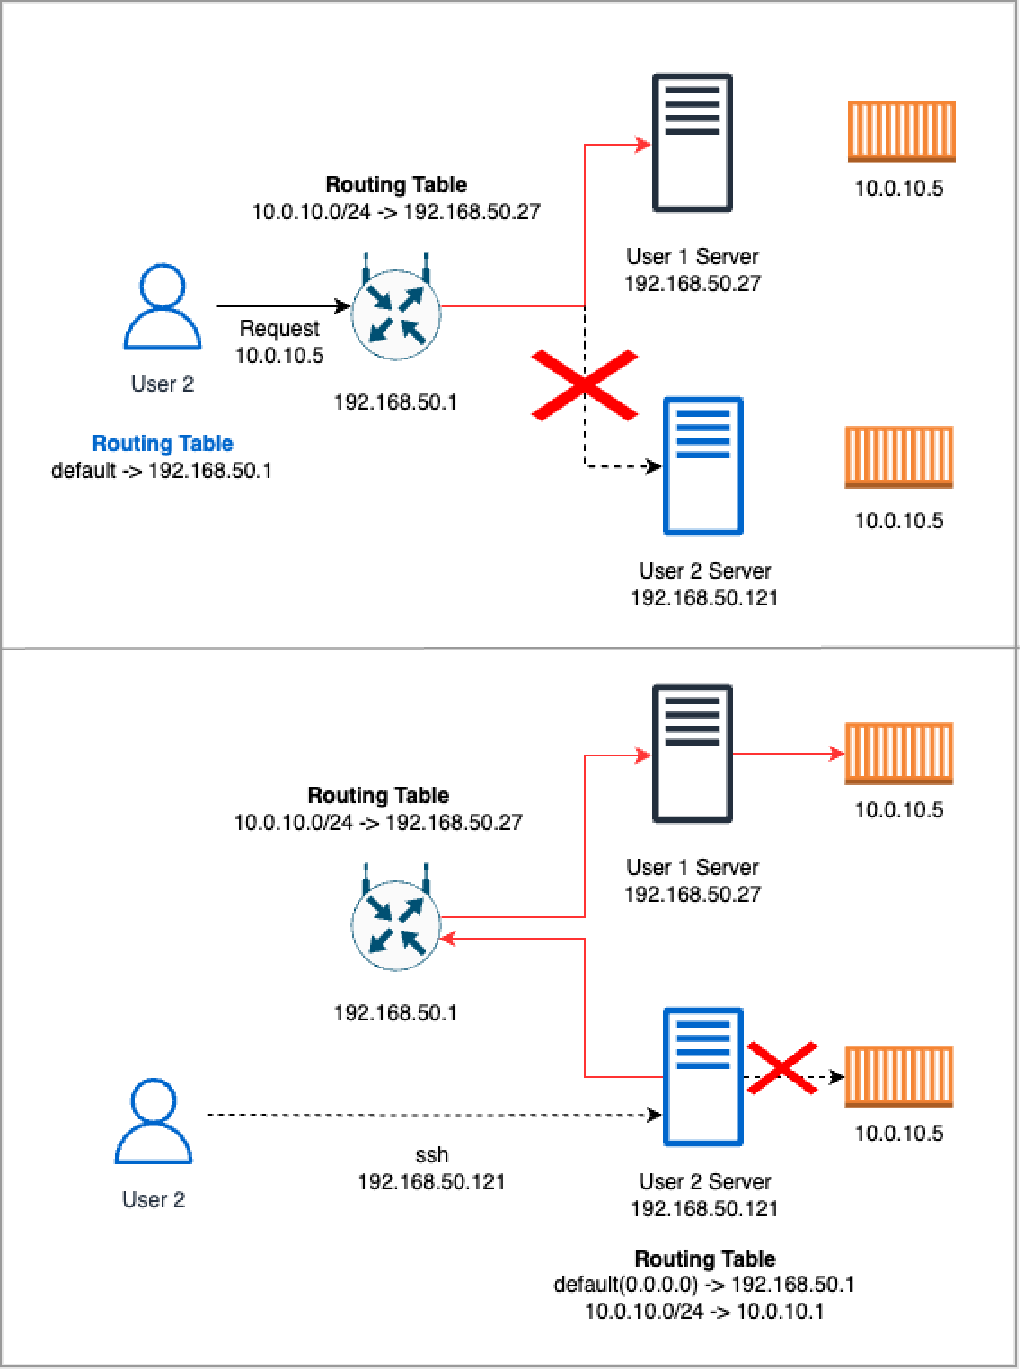 Routing Table
10.0.10.0/24 -> 192.168.50.27
10.0.10.5
User 1 Server
192.168.50.27
Request
10.0.10.5
User 2
192.168.50.1
Routing Table
default -> 192.168.50.1
10.0.10.5
User 2 Server
192.168.50.121
Routing Table
10.0.10.0/24 -> 192.168.50.27
10.0.10.5
User 1 Server
192.168.50.27
192.168.50.1
10.0.10.5
ssh
192.168.50.121
User 2
User 2 Server
192.168.50.121
Routing Table
default(0.0.0.0) -> 192.168.50.1
10.0.10.0/24 -> 10.0.10.1